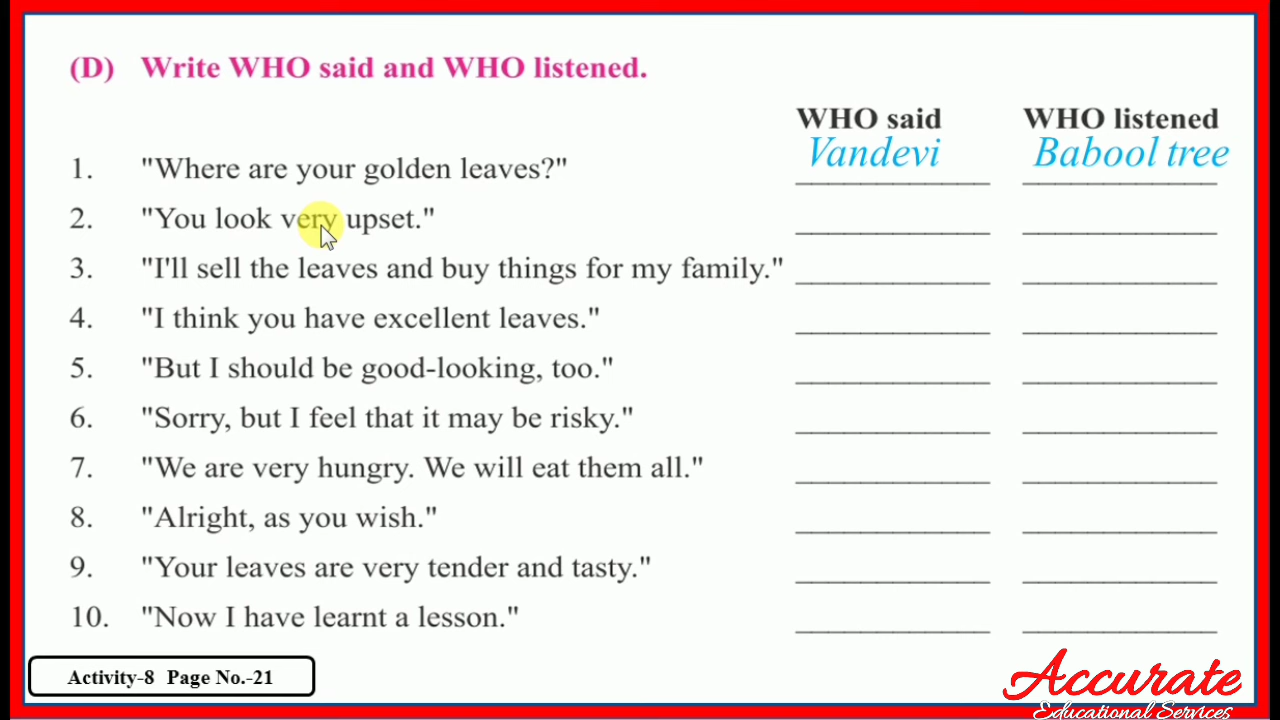 (D) Write WHO said and WHO listened.
WHO said WHO listened
1. "Where are your golden leaves?" Vandevi Babool tree
2. "You look very upset."
3. "I'll sell the leaves and buy things for my family."
4. "I think you have excellent leaves."
5. "But I should be good-looking, too."
6. "Sorry, but I feel that it may be risky."
7. "We are very hungry. We will eat them all."
8. "Alright, as you wish."
9. "Your leaves are very tender and tasty."
10. "Now I have learnt a lesson."
Activity-8 Page No.-21
Accurate
Educational Services